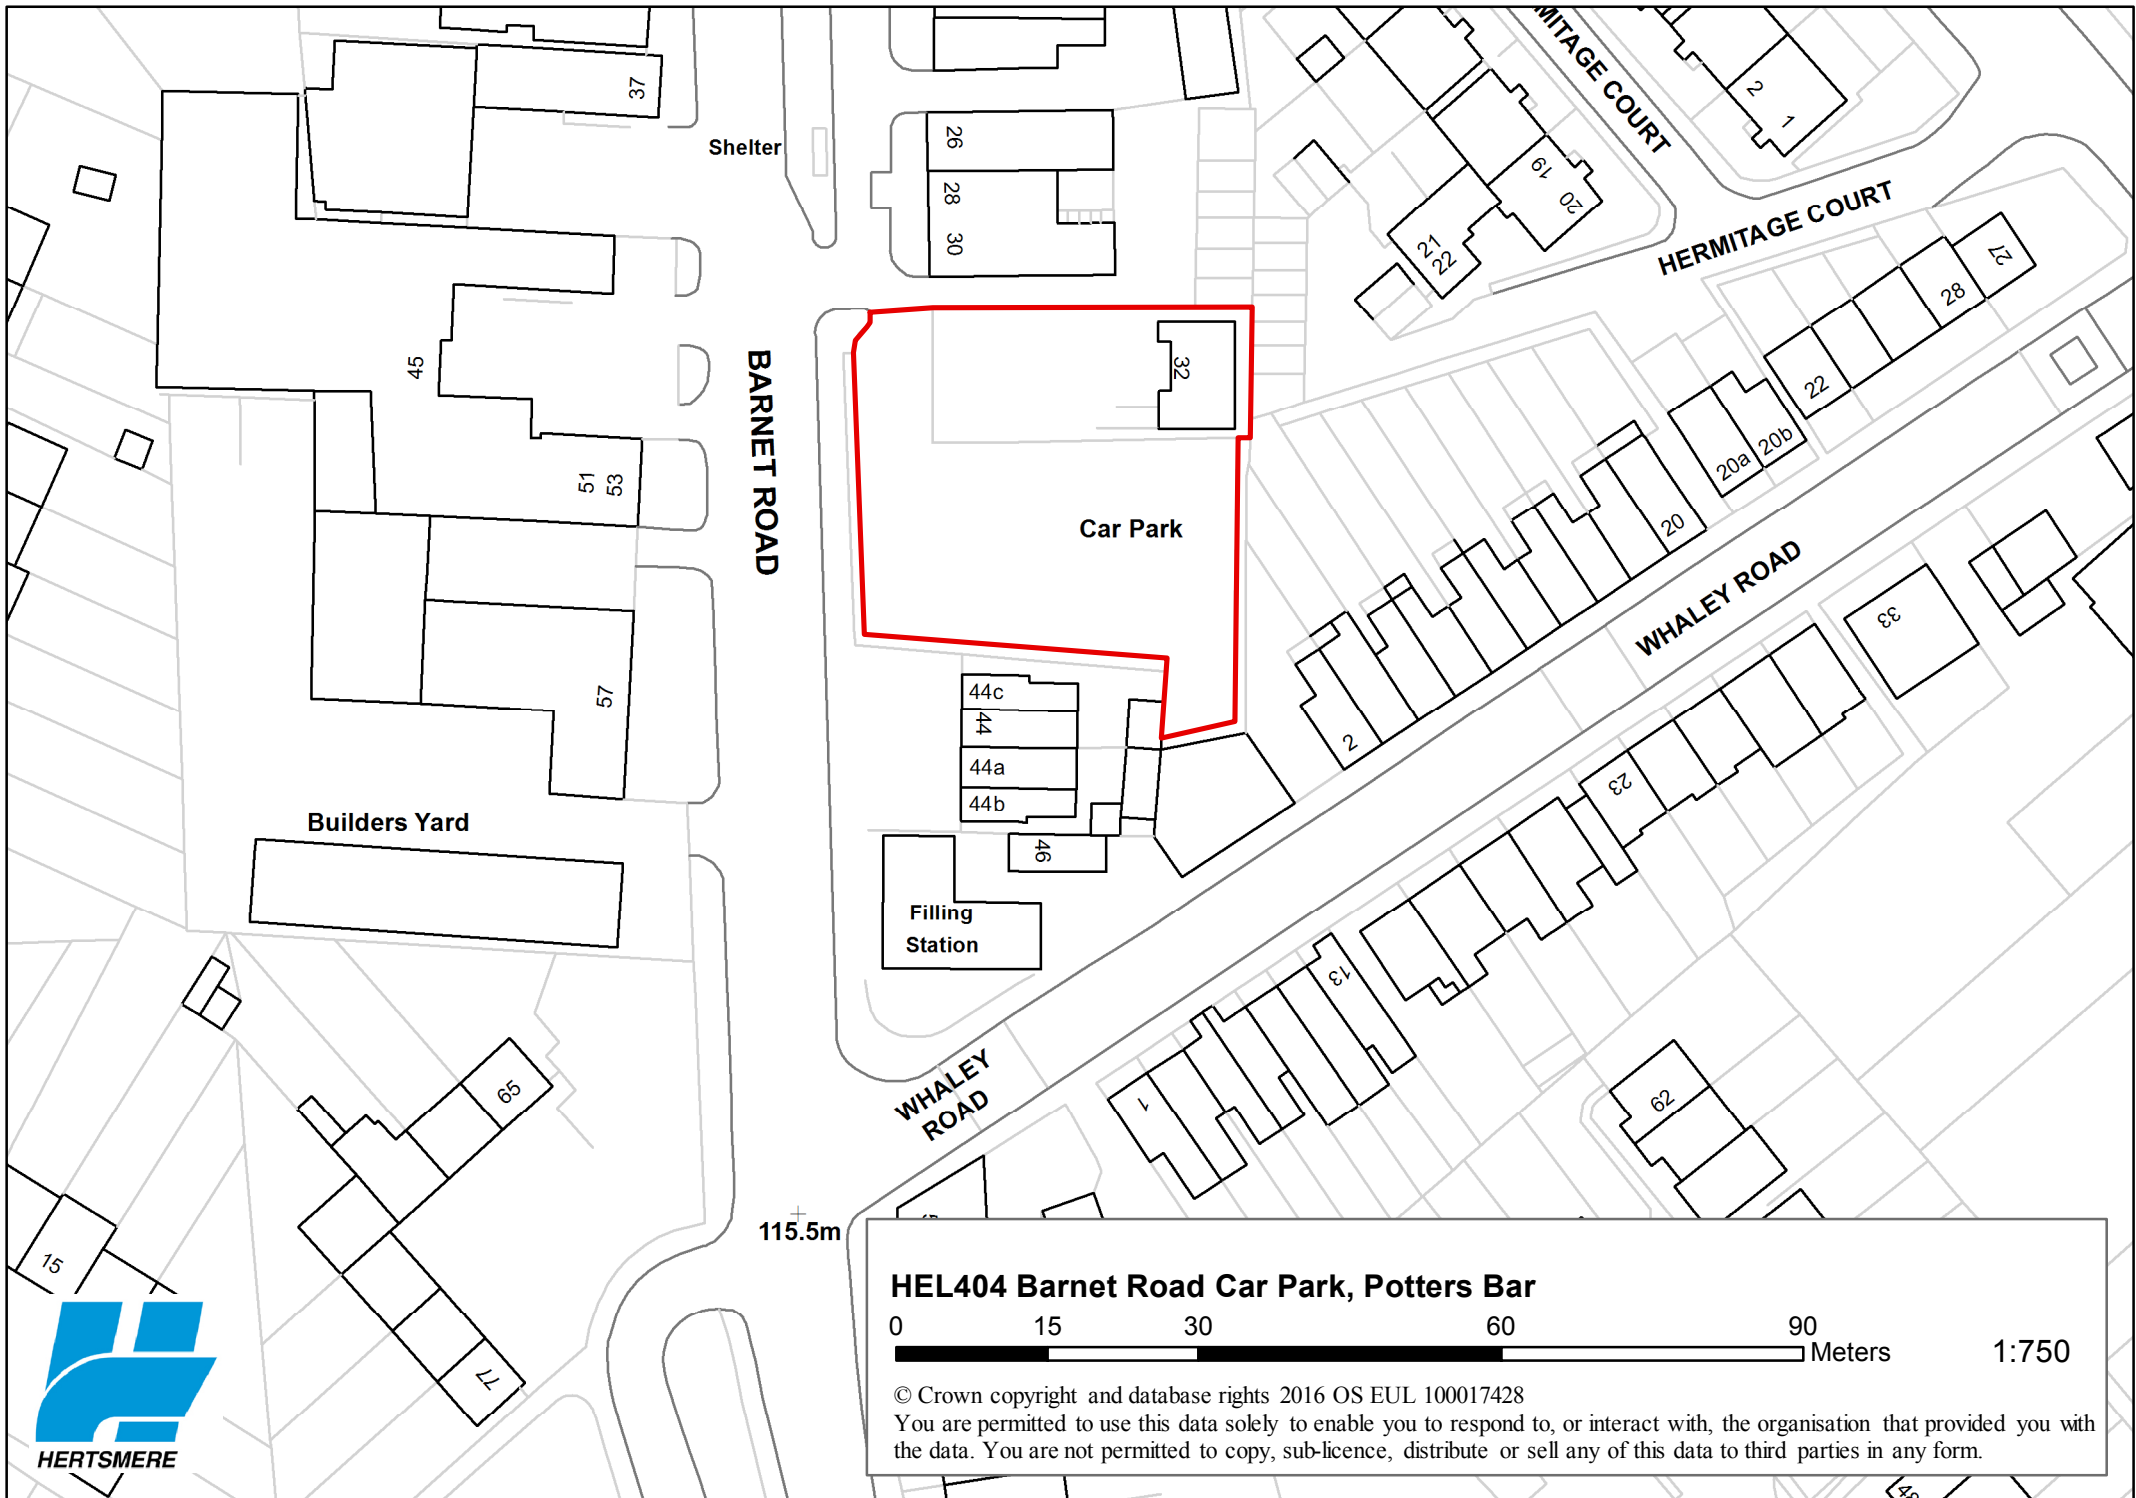 37
Shelter
26
28
30
MITAGE COURT
2
1
19
20
21
22
HERMITAGE COURT
27
28
22
32
45
BARNET ROAD
51
53
Car Park
20a
20b
20
WHALEY ROAD
33
57
44c
44
44a
44b
46
2
23
Builders Yard
Filling
Station
13
WHALEY
ROAD
1
65
62
115.5m
15
77
HEL404 Barnet Road Car Park, Potters Bar
0 15 30 60 90
Meters
1:750
© Crown copyright and database rights 2016 OS EUL 100017428
You are permitted to use this data solely to enable you to respond to, or interact with, the organisation that provided you with
the data. You are not permitted to copy, sub-licence, distribute or sell any of this data to third parties in any form.
HERTSMERE